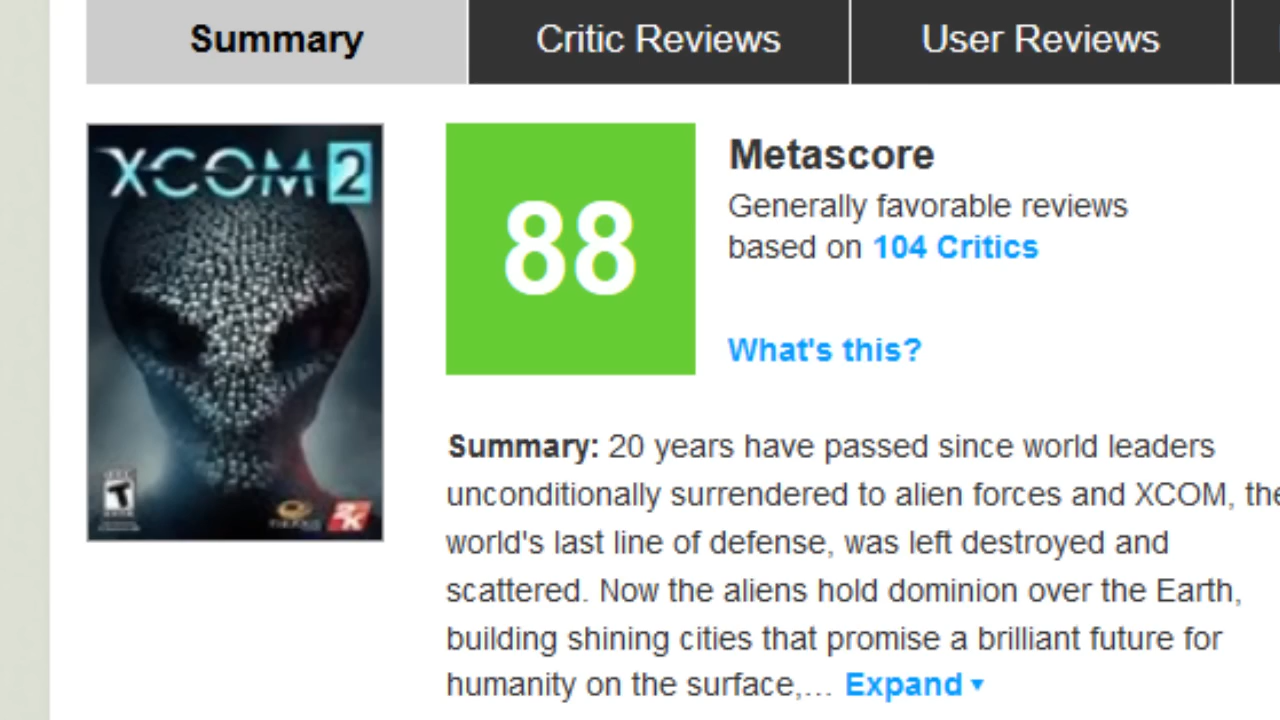 Summary
Critic Reviews
User Reviews
XCOM 2
Metascore
88
Generally favorable reviews
based on 104 Critics
What's this?
T
2K
Summary: 20 years have passed since world leaders
unconditionally surrendered to alien forces and XCOM, the
world's last line of defense, was left destroyed and
scattered. Now the aliens hold dominion over the Earth,
building shining cities that promise a brilliant future for
humanity on the surface,... Expand ▾